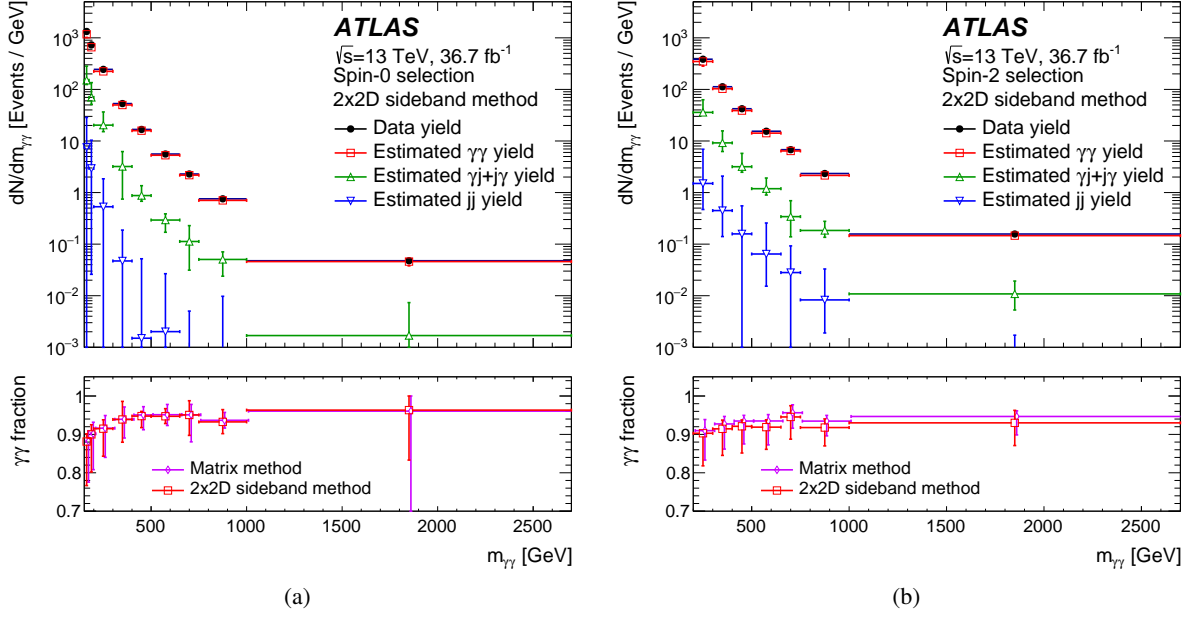 dN/dmγγ [Events / GeV]
10³
10²
10
1
10⁻¹
10⁻²
10⁻³
ATLAS
√s=13 TeV, 36.7 fb⁻¹
Spin-0 selection
2x2D sideband method
Data yield
Estimated γγ yield
Estimated γj+jγ yield
Estimated jj yield
γγ fraction
1
0.9
0.8
0.7
Matrix method
2x2D sideband method
500 1000 1500 2000 2500
mγγ [GeV]
(a)
dN/dmγγ [Events / GeV]
10³
10²
10
1
10⁻¹
10⁻²
10⁻³
ATLAS
√s=13 TeV, 36.7 fb⁻¹
Spin-2 selection
2x2D sideband method
Data yield
Estimated γγ yield
Estimated γj+jγ yield
Estimated jj yield
γγ fraction
1
0.9
0.8
0.7
Matrix method
2x2D sideband method
500 1000 1500 2000 2500
mγγ [GeV]
(b)